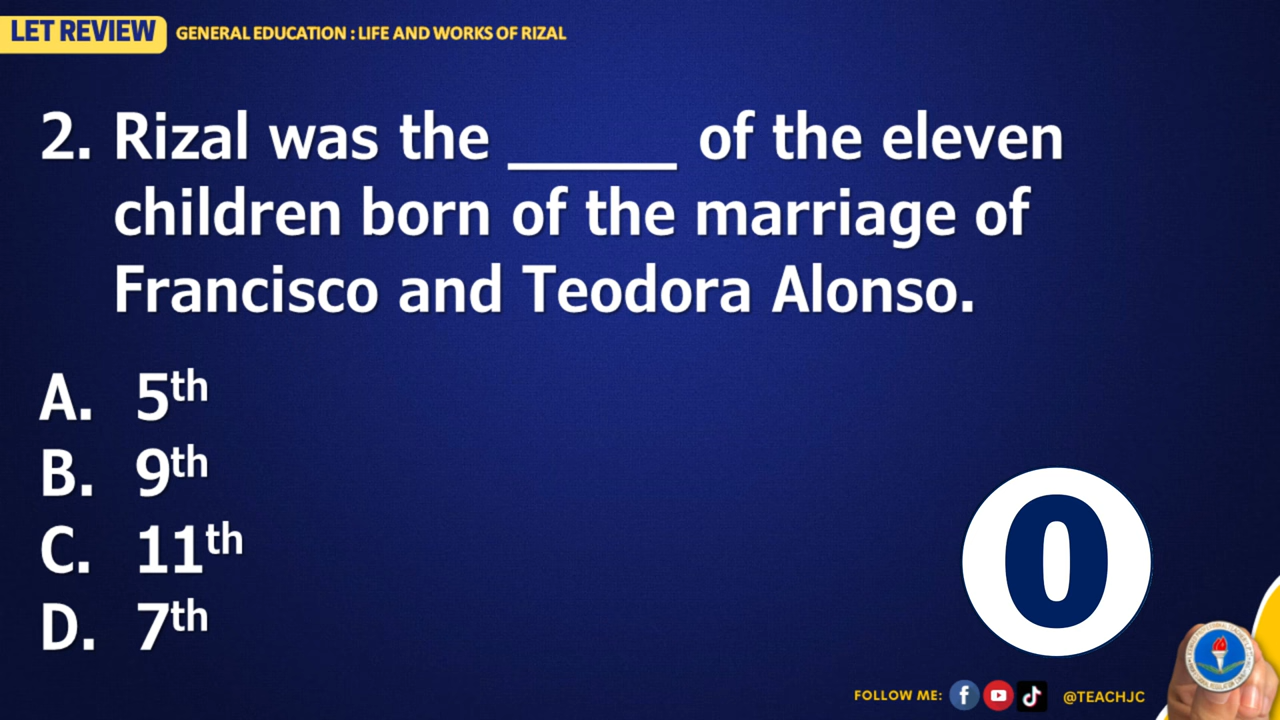 LET REVIEW GENERAL EDUCATION : LIFE AND WORKS OF RIZAL
2. Rizal was the _____ of the eleven
children born of the marriage of
Francisco and Teodora Alonso.
A. 5th
B. 9th
C. 11th
D. 7th
0
FOLLOW ME: @TEACHJC